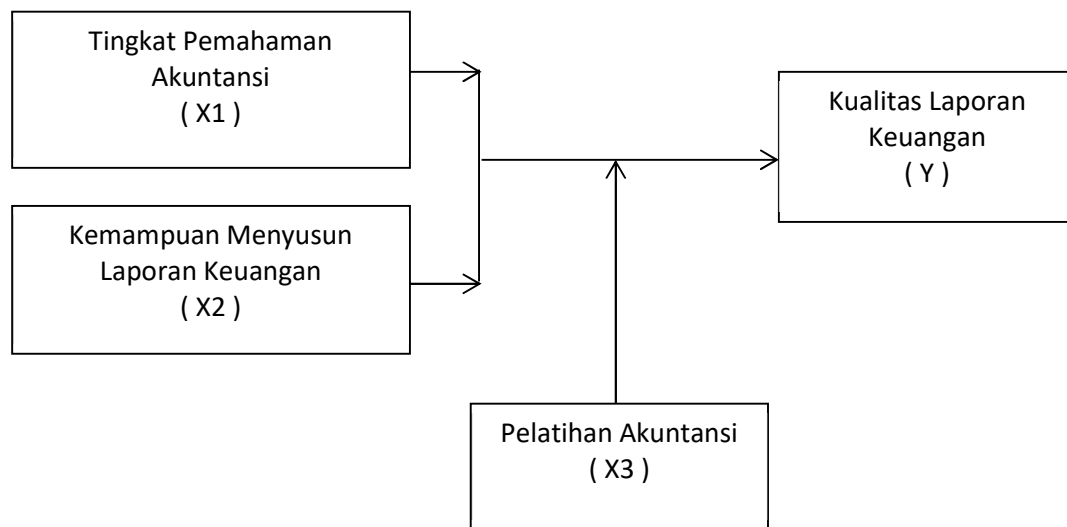 Tingkat Pemahaman
Akuntansi
( X1 )
Kualitas Laporan
Keuangan
( Y )
Kemampuan Menyusun
Laporan Keuangan
( X2 )
Pelatihan Akuntansi
( X3 )